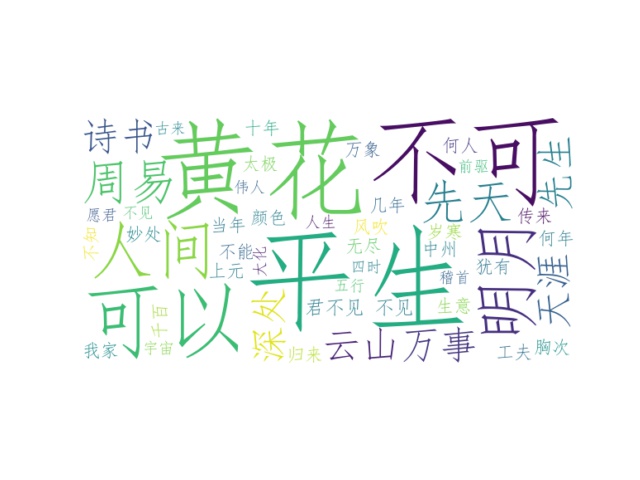 诗书 古来 黄花 十年 不可 何人 先生
周易 太极 万象 前驱
伟人 先天
愿君 不见 当年 颜色 人生 几年 风吹 传来
不知 妙处 人间 不能 大化 平生 无尽 岁寒 中州 明月 何年 天涯
上元 四时 稽首 犹有
可以 千百 深处 五行 君不见 不见 生意
我家 宇宙 归来 云山 万事 工夫 胸次